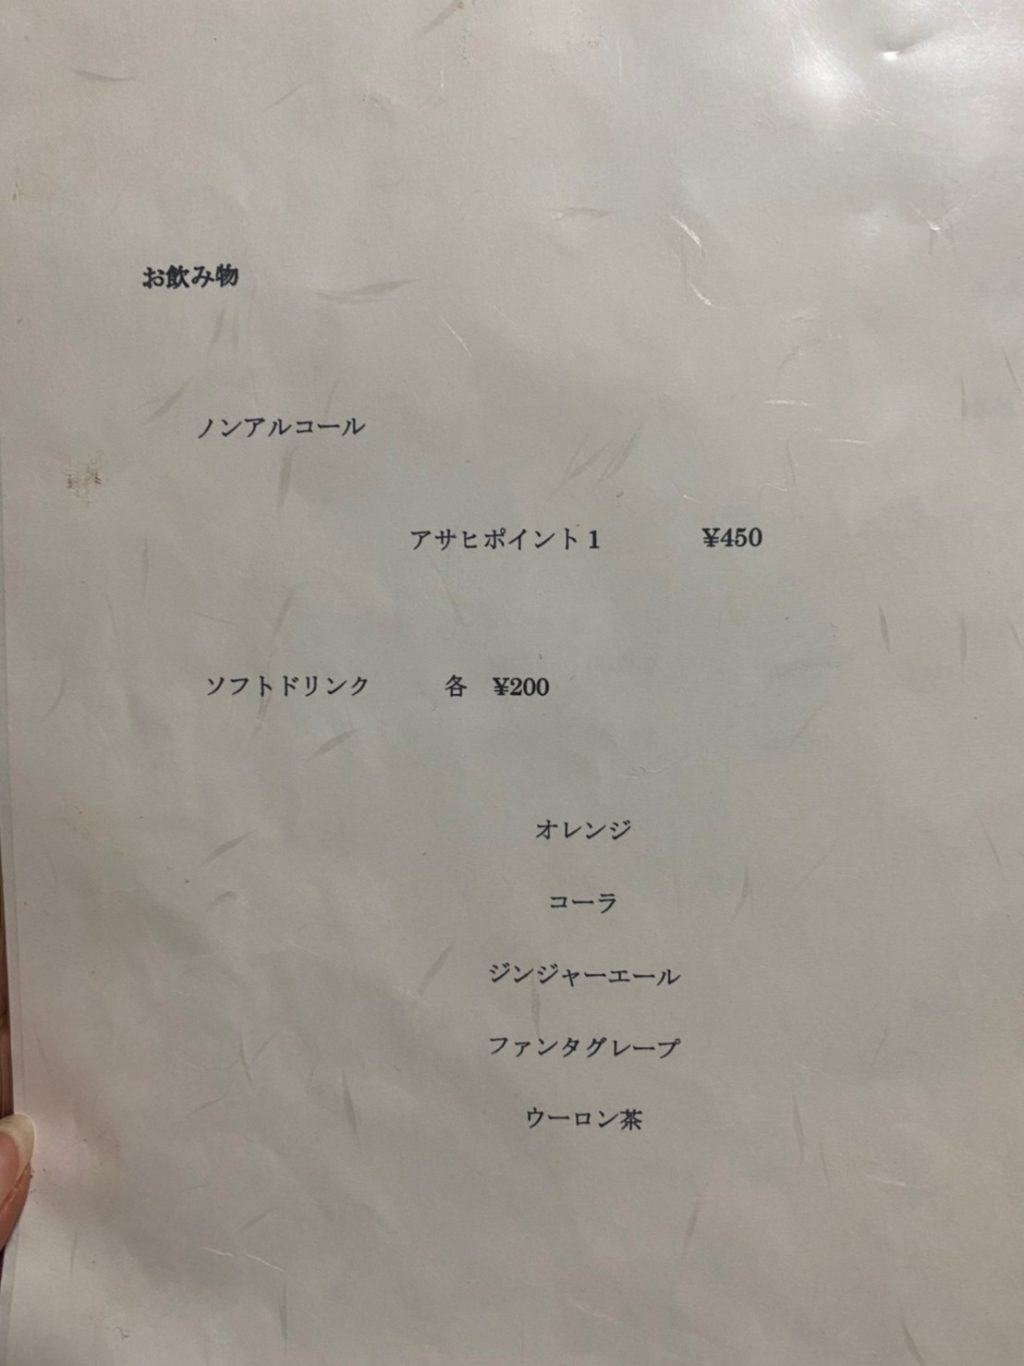 お飲み物
ノンアルコール
アサヒポイント1 ¥450
ソフトドリンク 各 ¥200
オレンジ
コーラ
ジンジャーエール
ファンタグレープ
ウーロン茶